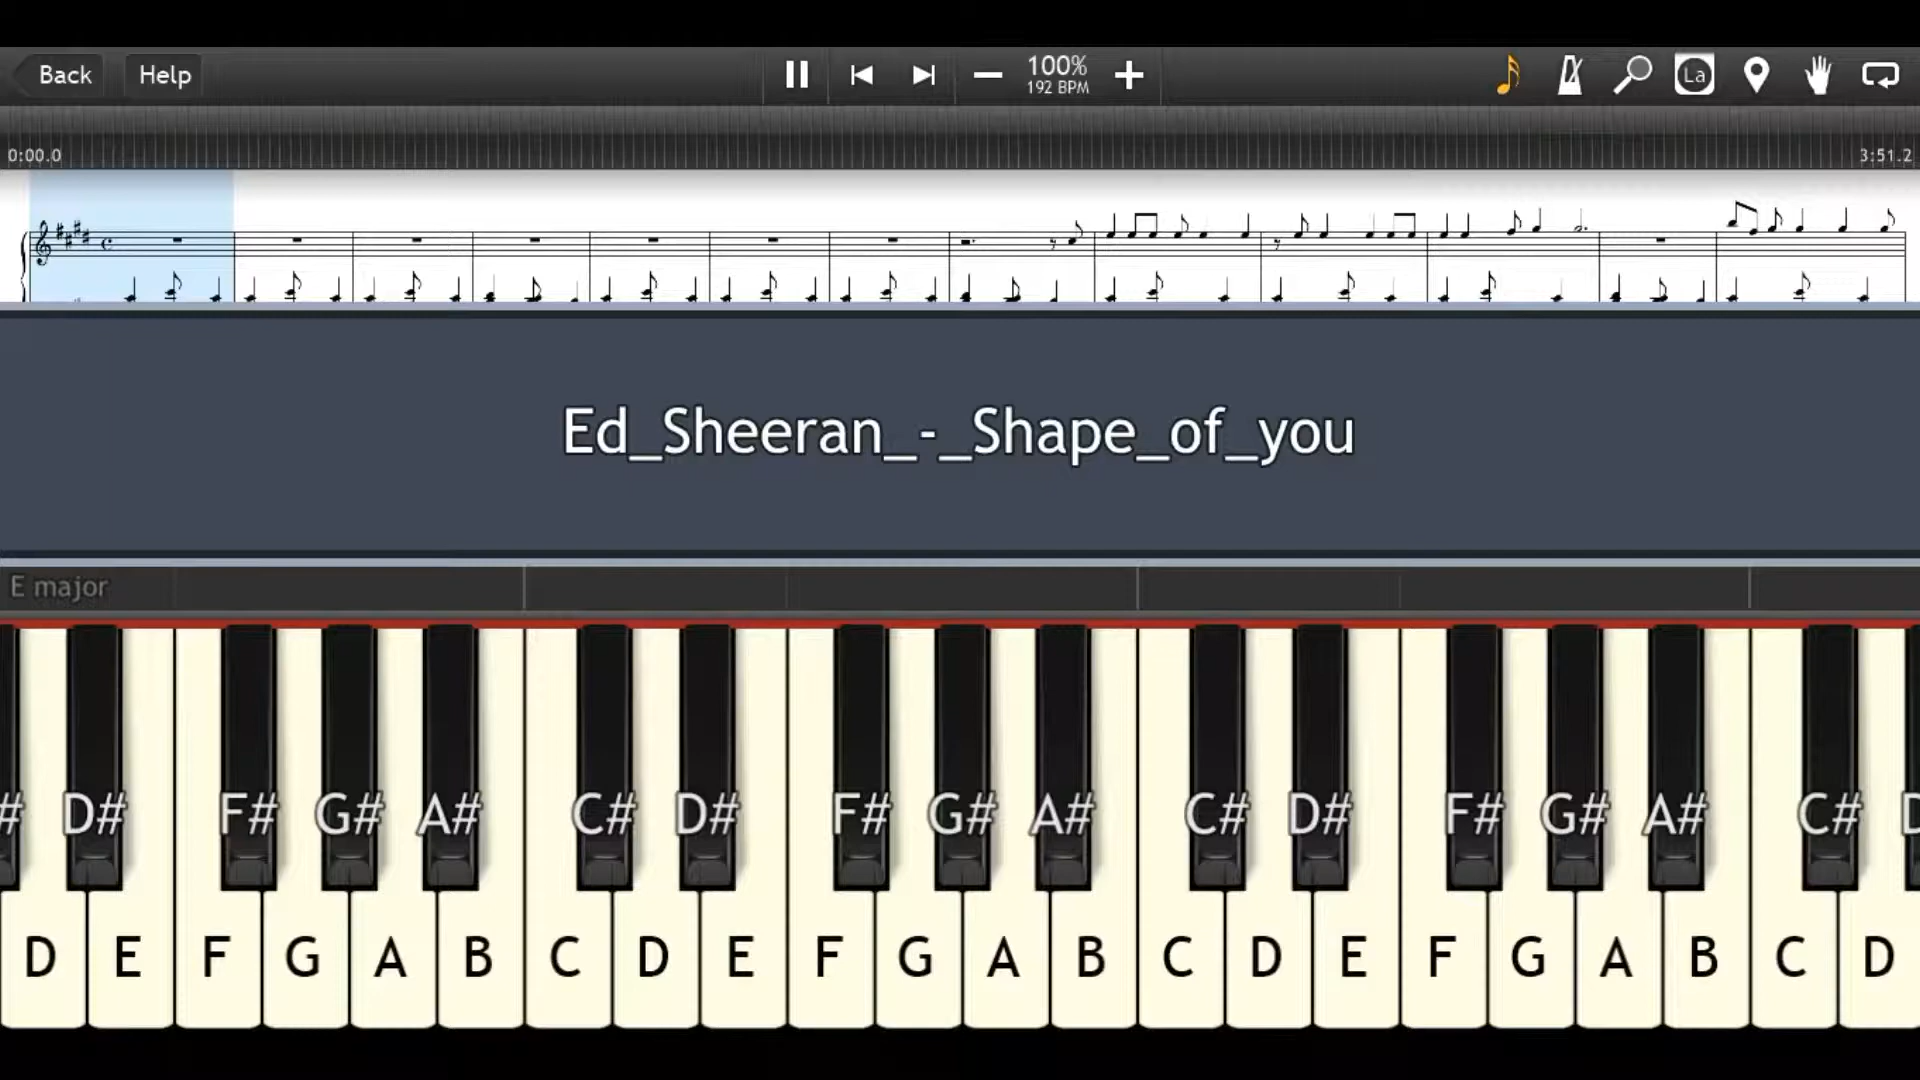 Back Help 100% La
192 BPM
0:00.0 3:51.2
Ed_Sheeran_-_Shape_of_you
E major
# D# F# G# A# C# D# F# G# A# C# D# F# G# A# C# D
D E F G A B C D E F G A B C D E F G A B C D